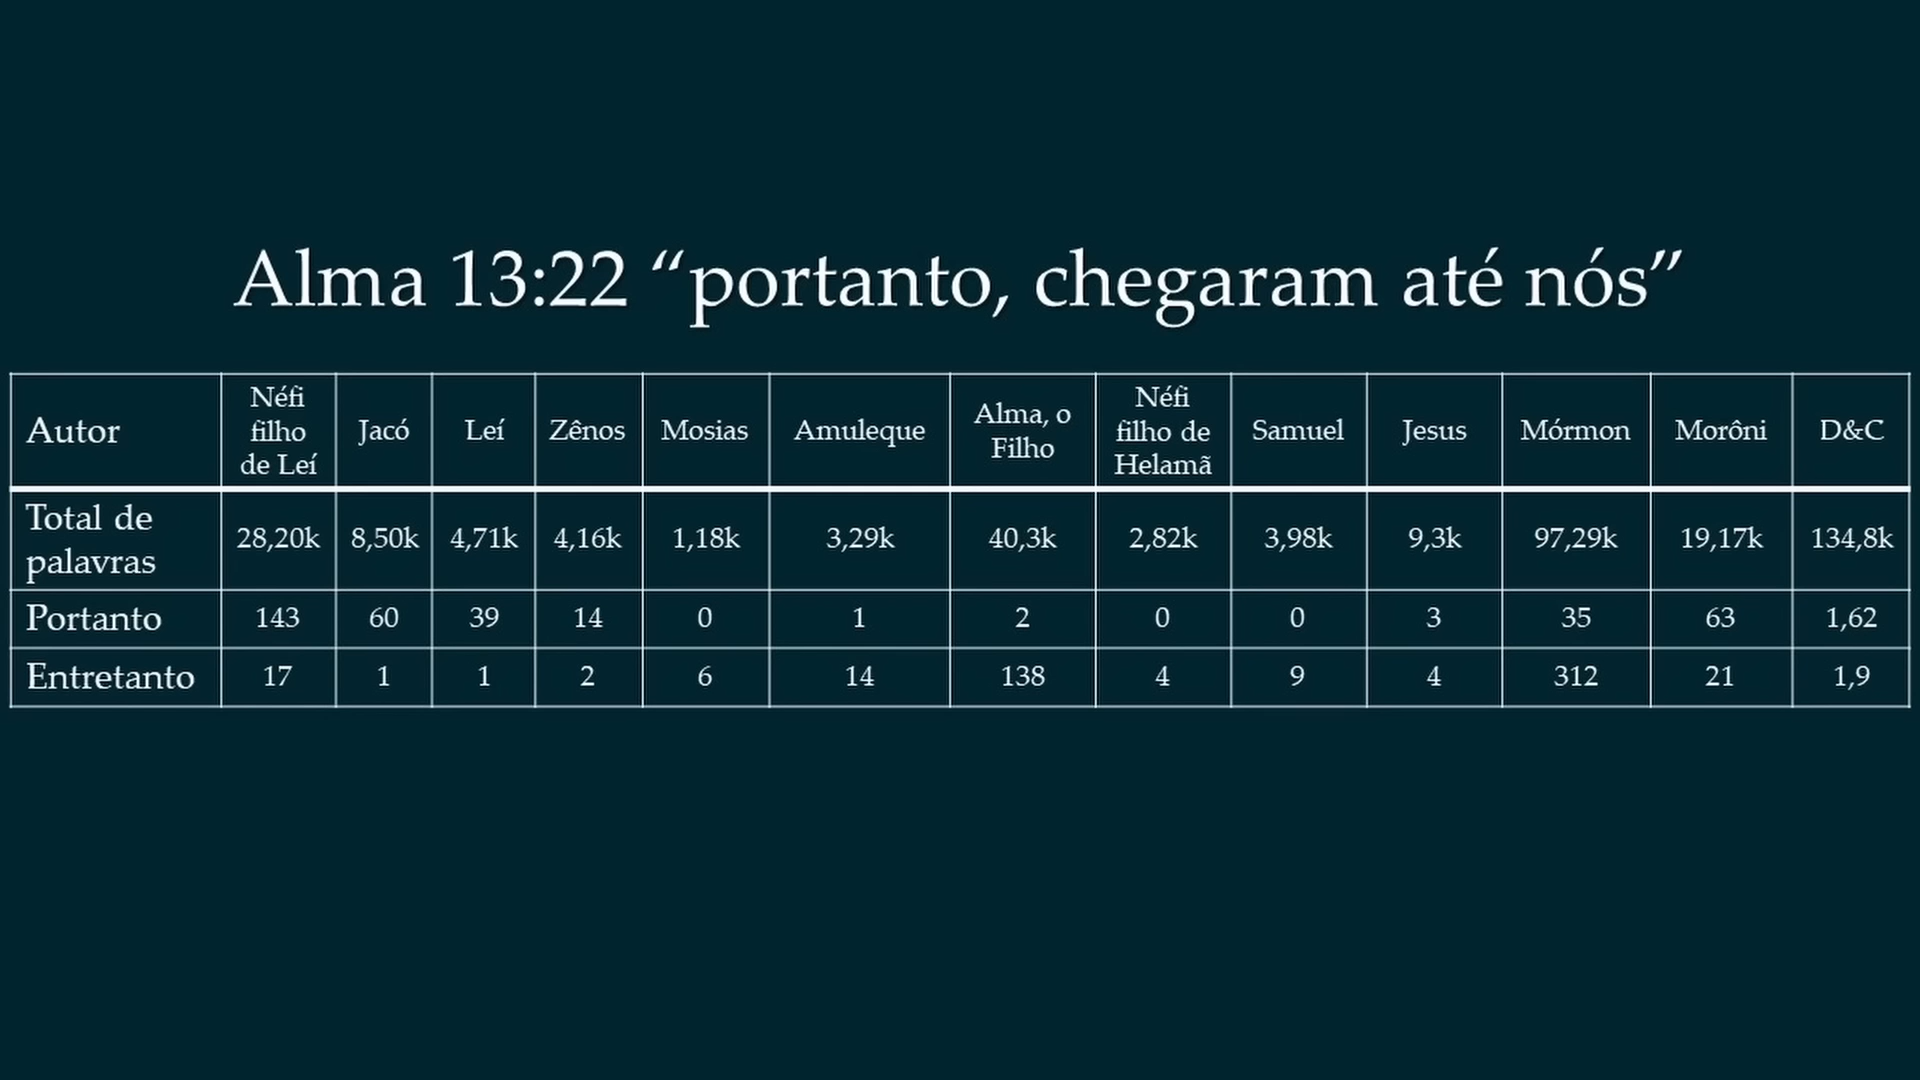 Alma 13:22 “portanto, chegaram até nós”
Autor Néfi filho de Leí Jacó Leí Zênos Mosias Amuleque Alma, o Filho Néfi filho de Helamã Samuel Jesus Mórmon Morôni D&C
Total de palavras 28,20k 8,50k 4,71k 4,16k 1,18k 3,29k 40,3k 2,82k 3,98k 9,3k 97,29k 19,17k 134,8k
Portanto 143 60 39 14 0 1 2 0 0 3 35 63 1,62
Entretanto 17 1 1 2 6 14 138 4 9 4 312 21 1,9